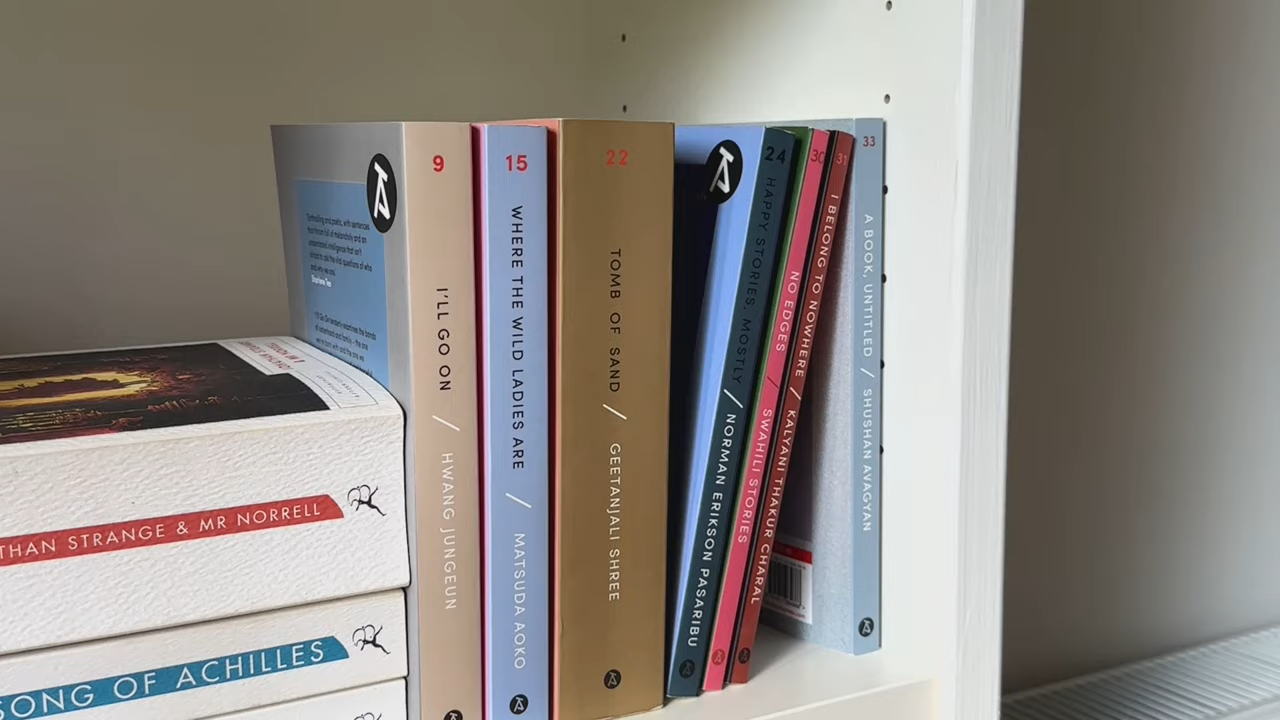 9
I'LL GO ON / HWANG JUNGEUN
15
WHERE THE WILD LADIES ARE / MATSUDA AOKO
22
TOMB OF SAND / GEETANJALI SHREE
24
HAPPY STORIES, MOSTLY / NORMAN ERIKSON PASARIBU
30
NO EDGES / SWAHILI STORIES
31
I BELONG TO NOWHERE / KALYANI THAKUR CHARAL
33
A BOOK, UNTITLED / SHUSHAN AVAGYAN
THAN STRANGE & MR NORRELL
SONG OF ACHILLES